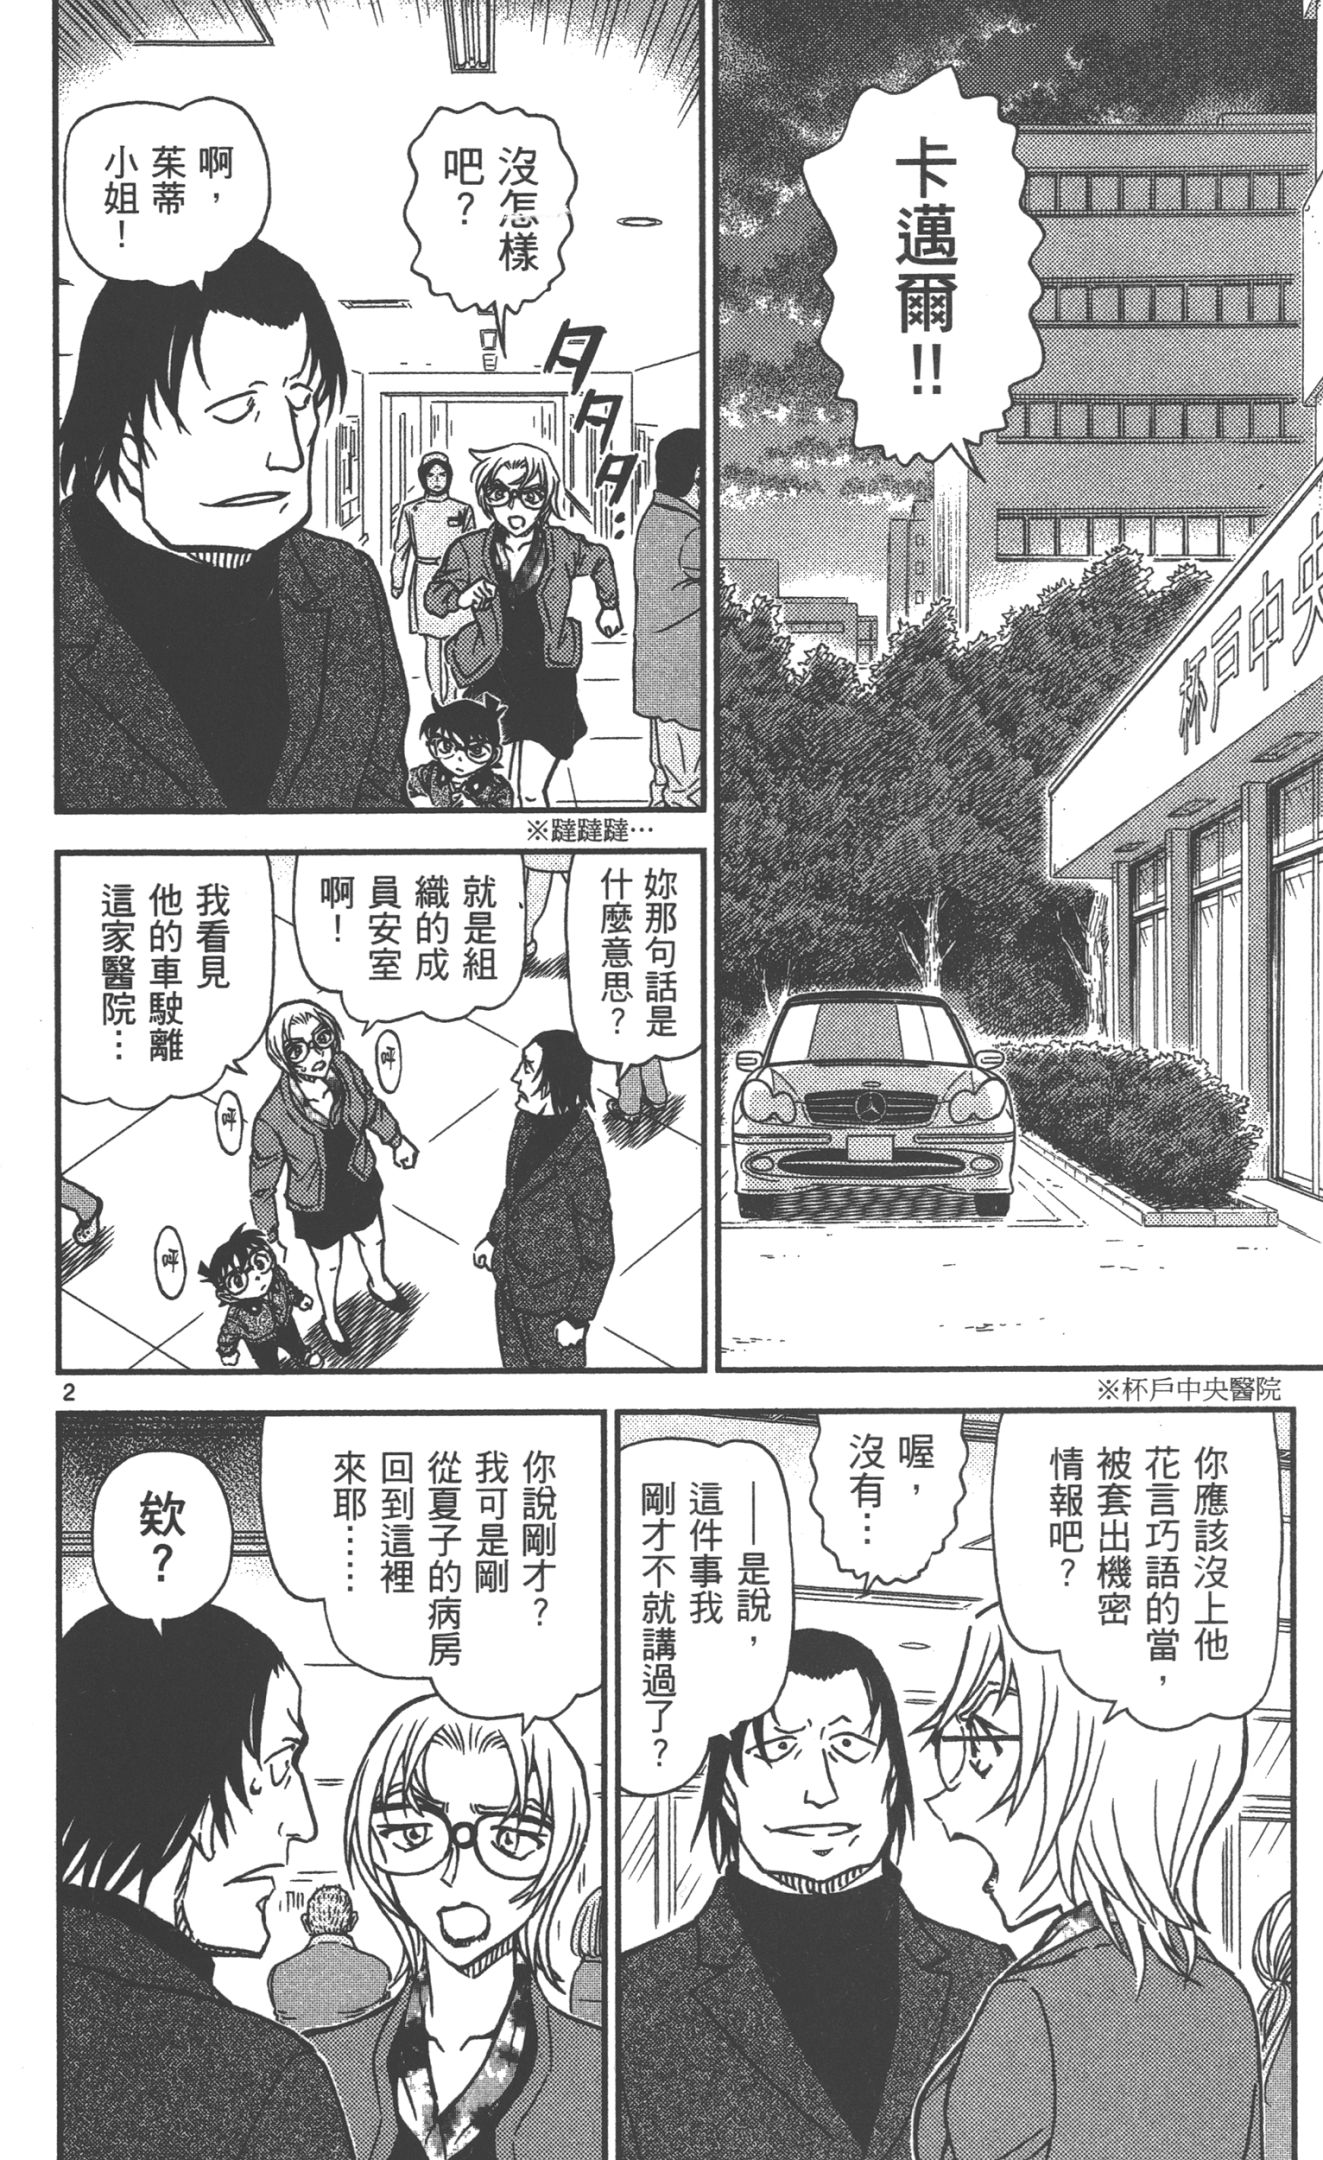 卡邁爾!!
杯戶中央
※杯戶中央醫院
沒怎樣
吧？
タタタ…
啊，
茱蒂
小姐！
※躂躂躂…
妳那句話是
什麼意思？
就是組
織的成
員安室
啊！
我看見
他的車駛離
這家醫院…
呼
呼
呼
2
你應該沒上他
花言巧語的當，
被套出機密
情報吧？
喔，
沒有…
——是說，
這件事我
剛才不就講過了？
你說剛才？
我可是剛
從夏子的病房
回到這裡
來耶……
欸？